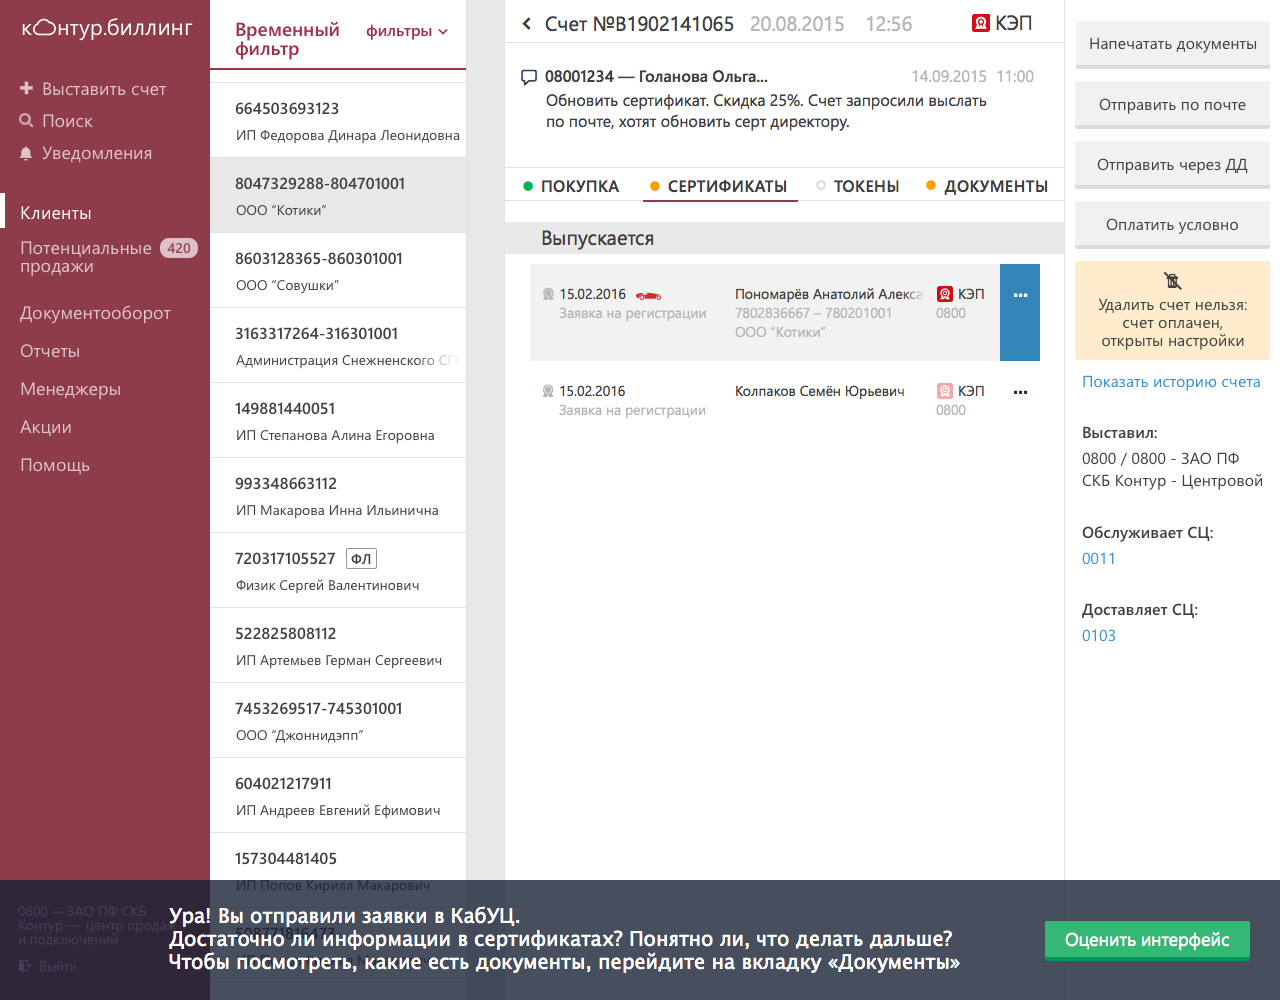 контур.биллинг
Выставить счет
Поиск
Уведомления
Клиенты
Потенциальные
продажи
420
Документооборот
Отчеты
Менеджеры
Акции
Помощь
0800 — ЗАО ПФ СКБ
Контур — центр продаж
и подключений
Выйти
Временный
фильтр
фильтры
664503693123
ИП Федорова Динара Леонидовна
8047329288-804701001
ООО “Котики”
8603128365-860301001
ООО “Совушки”
3163317264-316301001
Администрация Снежненского СП
149881440051
ИП Степанова Алина Егоровна
993348663112
ИП Макарова Инна Ильинична
720317105527 ФЛ
Физик Сергей Валентинович
522825808112
ИП Артемьев Герман Сергеевич
7453269517-745301001
ООО “Джоннидэпп”
604021217911
ИП Андреев Евгений Ефимович
157304481405
ИП Попов Кирилл Макарович
508771816473
Счет №В1902141065 20.08.2015 12:56 КЭП
08001234 — Голанова Ольга... 14.09.2015 11:00
Обновить сертификат. Скидка 25%. Счет запросили выслать
по почте, хотят обновить серт директору.
ПОКУПКА СЕРТИФИКАТЫ ТОКЕНЫ ДОКУМЕНТЫ
Выпускается
15.02.2016 Пономарёв Анатолий Алекса КЭП ...
Заявка на регистрации 7802836667 – 780201001 0800
ООО “Котики”
15.02.2016 Колпаков Семён Юрьевич КЭП ...
Заявка на регистрации 0800
Напечатать документы
Отправить по почте
Отправить через ДД
Оплатить условно
Удалить счет нельзя:
счет оплачен,
открыты настройки
Показать историю счета
Выставил:
0800 / 0800 - ЗАО ПФ
СКБ Контур - Центровой
Обслуживает СЦ:
0011
Доставляет СЦ:
0103
Ура! Вы отправили заявки в КабУЦ.
Достаточно ли информации в сертификатах? Понятно ли, что делать дальше?
Чтобы посмотреть, какие есть документы, перейдите на вкладку «Документы»
Оценить интерфейс